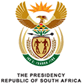 THE PRESIDENCY
REPUBLIC OF SOUTH AFRICA